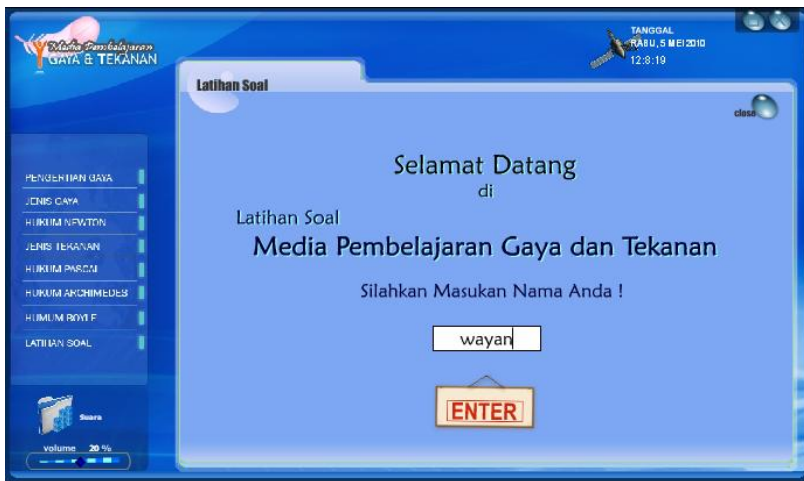 Media Pembelajaran
GAYA & TEKANAN
TANGGAL
RABU, 5 MEI 2010
12:8:19
Latihan Soal
close
PENGERTIAN GAYA
JENIS GAYA
HUKUM NEWTON
JENIS TEKANAN
HUKUM PASCAL
HUKUM ARCHIMEDES
HUMUM BOYLE
LATIHAN SOAL
Selamat Datang
di
Latihan Soal
Media Pembelajaran Gaya dan Tekanan
Silahkan Masukan Nama Anda !
wayan
ENTER
Suara
volume 20 %